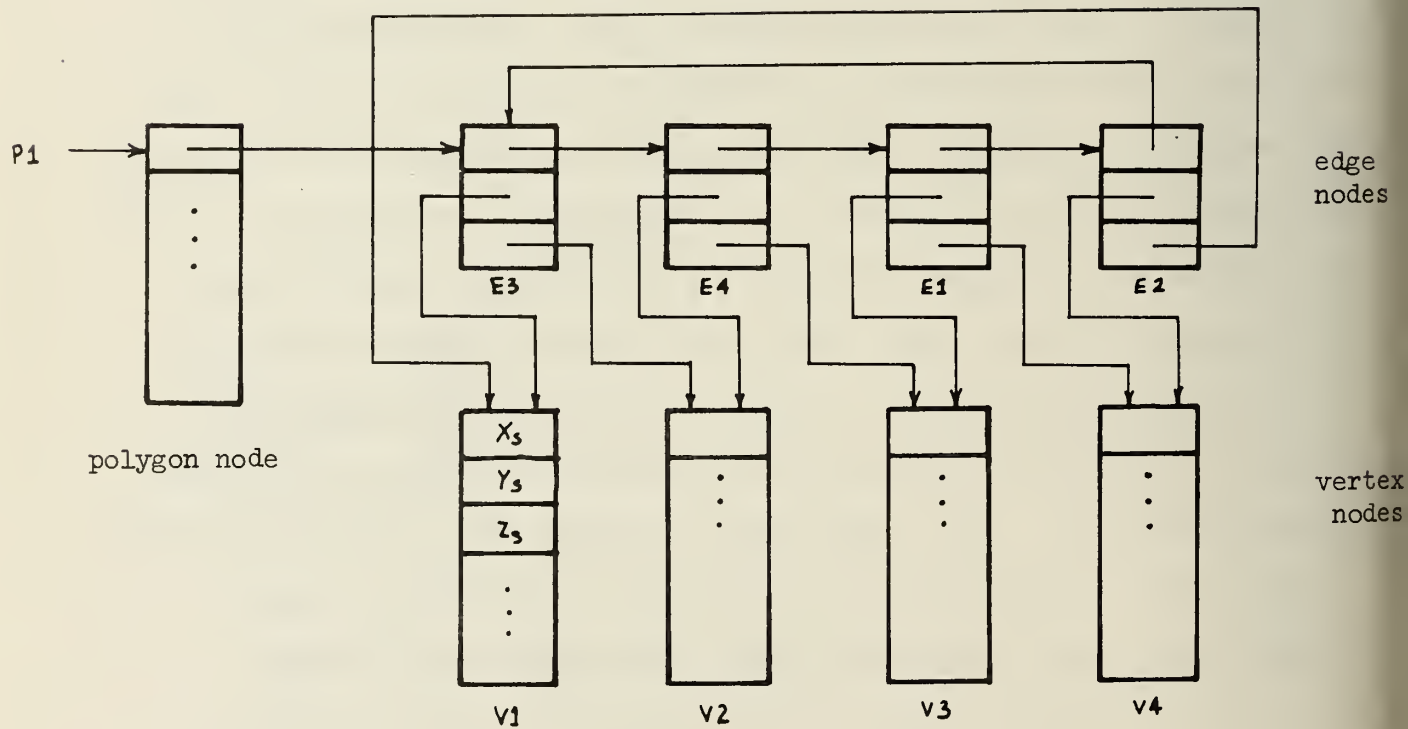 P1
edge
nodes
E3
E4
E1
E2
Xs
Ys
Zs
polygon node
vertex
nodes
V1
V2
V3
V4